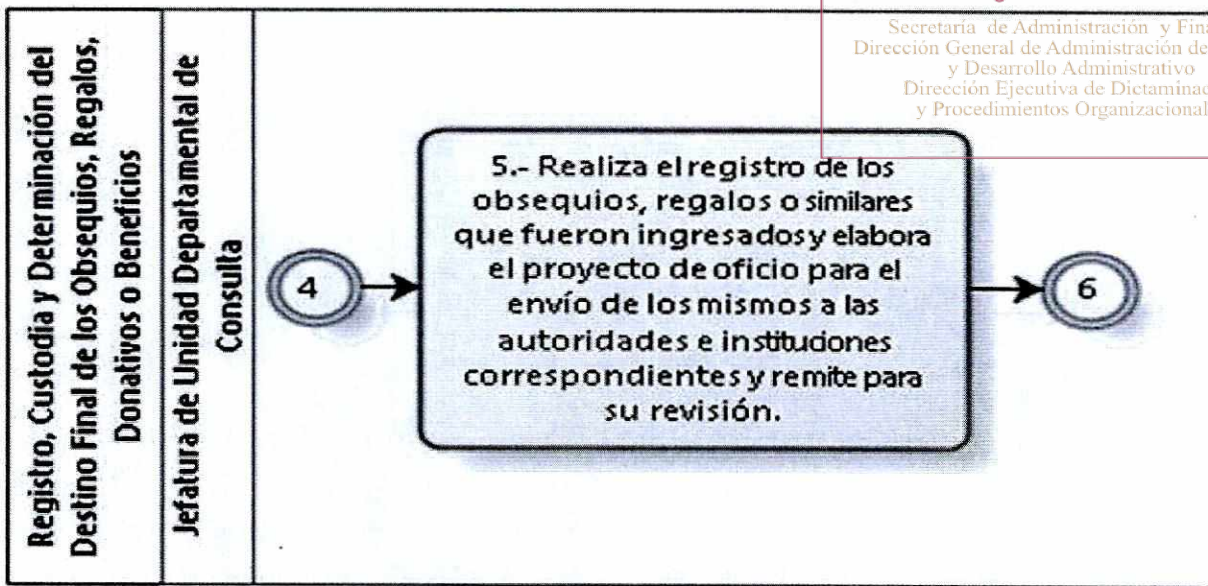 Secretaría de Administración y
Dirección General de Administración de
y Desarrollo Administrativo
Dirección Ejecutiva de
y Procedimientos
Registro, Custodia y Determinación del
Destino Final de los Obsequios, Regalos,
Donativos o Beneficios
Jefatura de Unidad Departamental de
Consulta
4
5.- Realiza el registro de los
obsequios, regalos o similares
que fueron ingresados y elabora
el proyecto de oficio para el
envío de los mismos a las
autoridades e instituciones
correspondientes y remite para
su revisión.
6